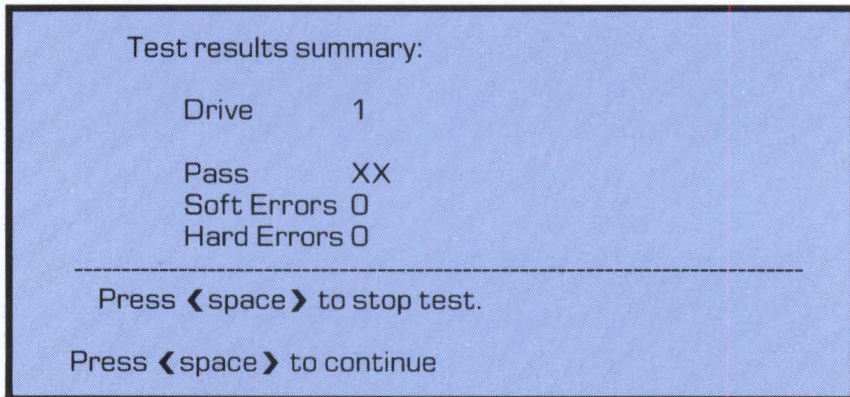 Test results summary:
Drive 1
Pass XX
Soft Errors 0
Hard Errors 0
Press ❮space❯ to stop test.
Press ❮space❯ to continue